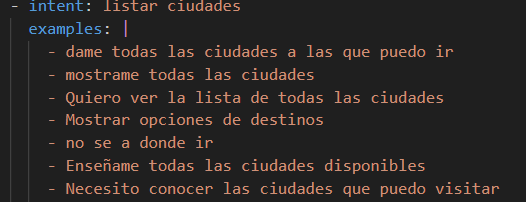 - intent: listar ciudades
examples: |
- dame todas las ciudades a las que puedo ir
- mostrame todas las ciudades
- Quiero ver la lista de todas las ciudades
- Mostrar opciones de destinos
- no se a donde ir
- Enseñame todas las ciudades disponibles
- Necesito conocer las ciudades que puedo visitar